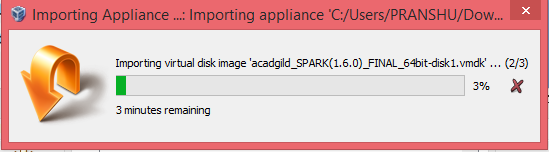 Importing Appliance ...: Importing appliance 'C:/Users/PRANSHU/Dow...
Importing virtual disk image 'acadgild_SPARK(1.6.0)_FINAL_64bit-disk1.vmdk' ... (2/3)
3%
3 minutes remaining